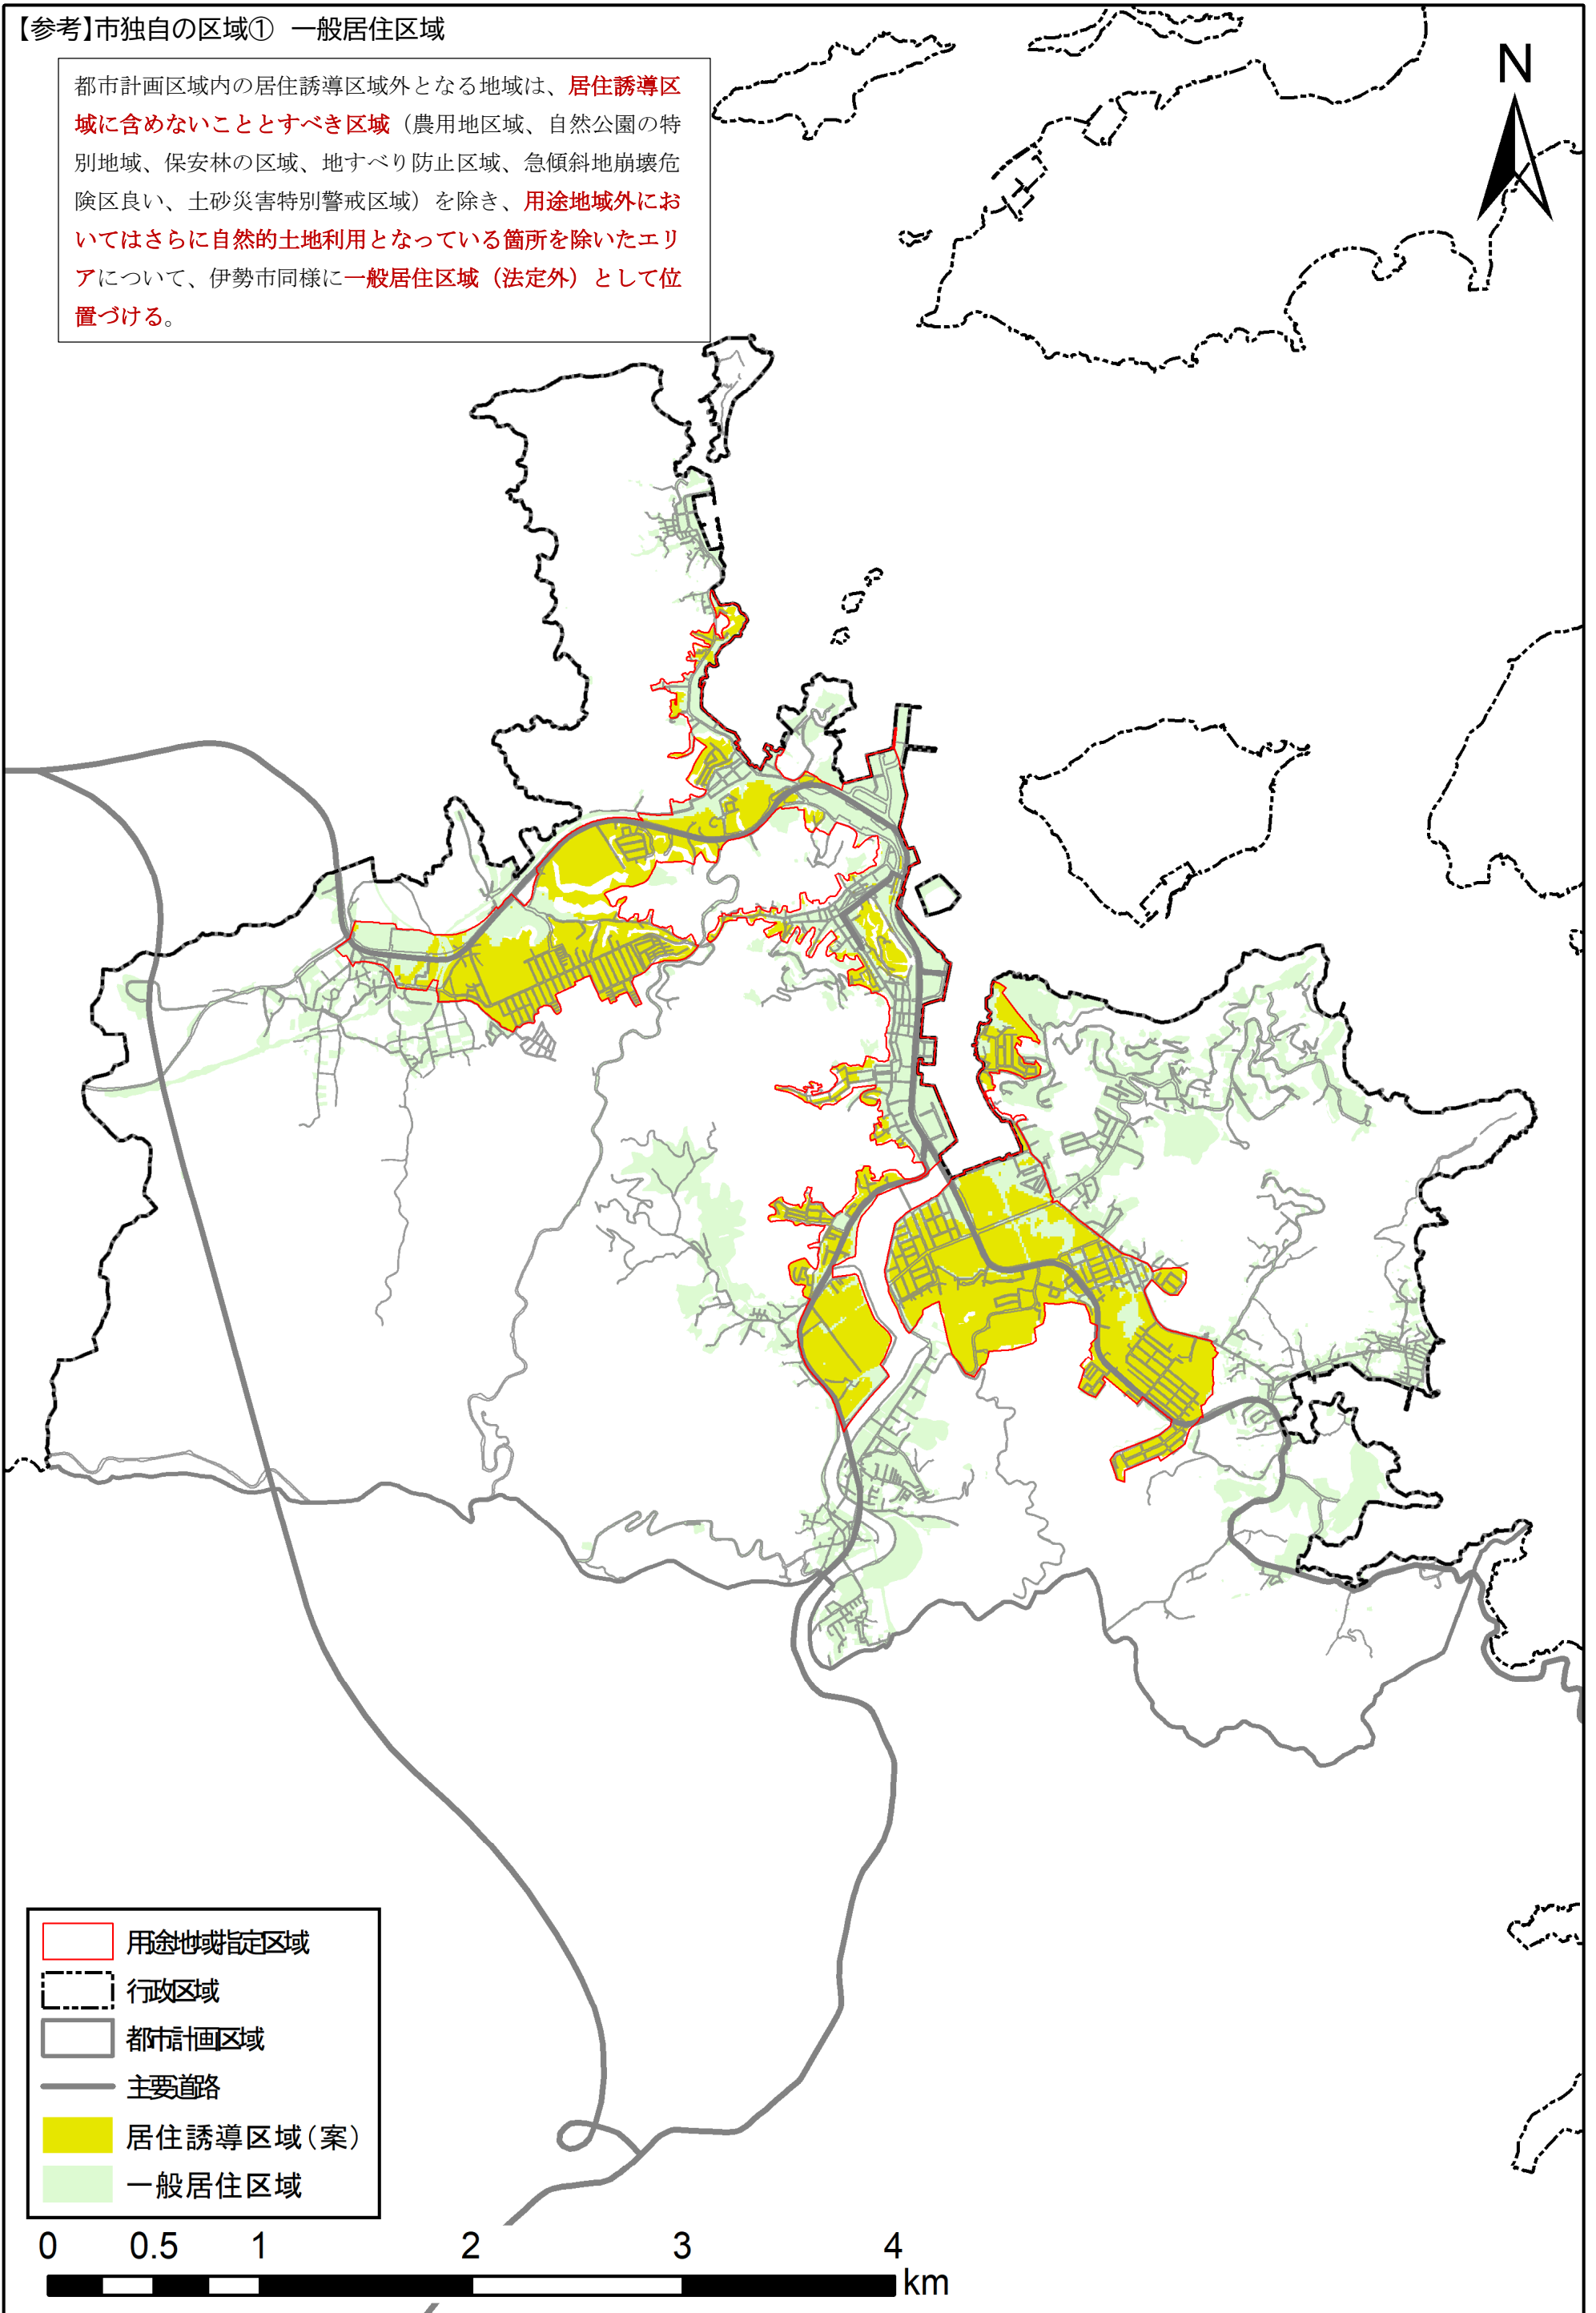 【参考】市独自の区域① 一般居住区域
都市計画区域内の居住誘導区域外となる地域は、居住誘導区
域に含めないこととすべき区域（農用地区域、自然公園の特
別地域、保安林の区域、地すべり防止区域、急傾斜地崩壊危
険区良い、土砂災害特別警戒区域）を除き、用途地域外にお
いてはさらに自然的土地利用となっている箇所を除いたエリ
アについて、伊勢市同様に一般居住区域（法定外）として位
置づける。
N
用途地域指定区域
行政区域
都市計画区域
主要道路
居住誘導区域（案）
一般居住区域
0 0.5 1 2 3 4
km